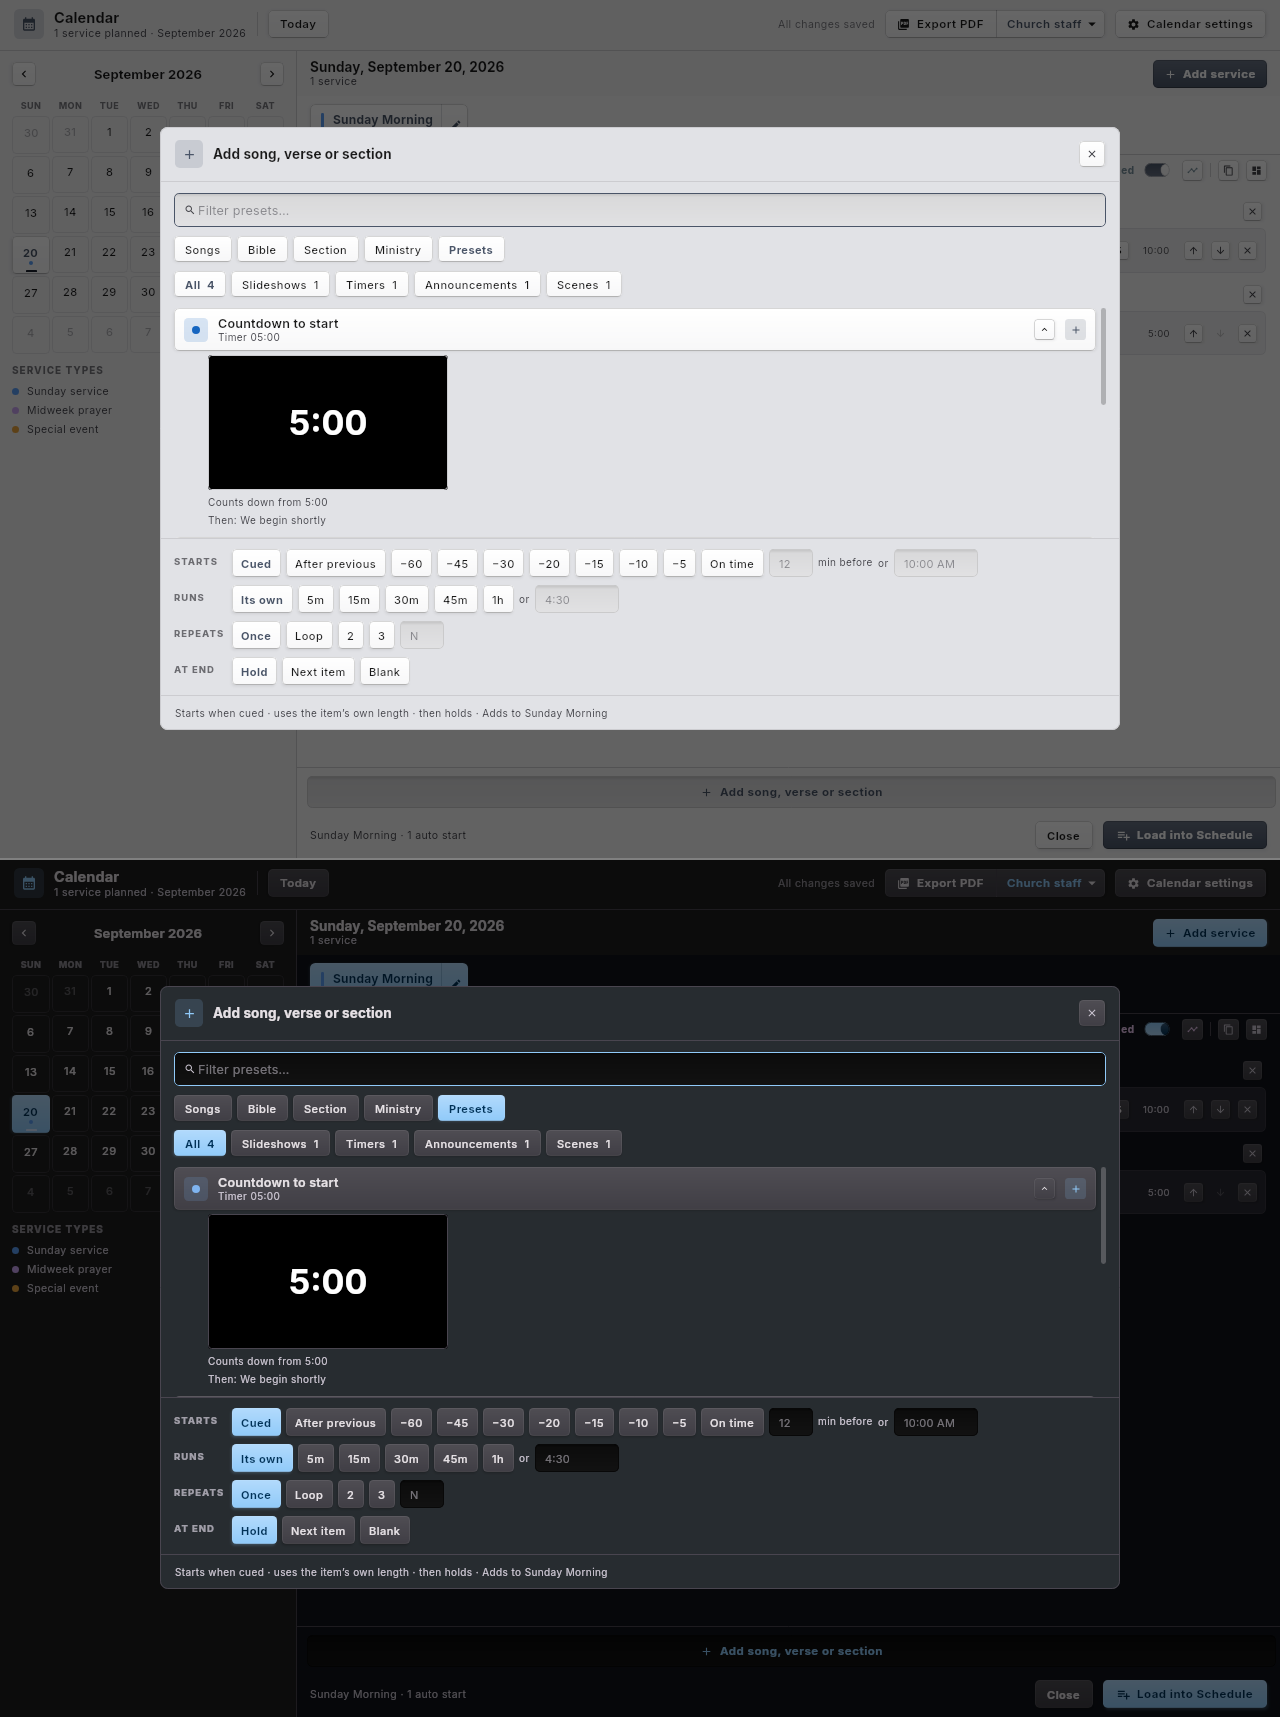 Calendar
1 service planned · September 2026
Today
All changes saved
Export PDF
Church staff
Calendar settings
September 2026
Sunday, September 20, 2026
1 service
Add service
SUN MON TUE WED THU FRI SAT
Sunday Morning
30 31 1 2
Add song, verse or section
6 7 8 9
ed
Filter presets...
13 14 15 16
Songs Bible Section Ministry Presets
20 21 22 23
10:00
All 4 Slideshows 1 Timers 1 Announcements 1 Scenes 1
27 28 29 30
Countdown to start
Timer 05:00
4 5 6 7
5:00
SERVICE TYPES
Sunday service
Midweek prayer
Special event
5:00
Counts down from 5:00
Then: We begin shortly
STARTS Cued After previous −60 −45 −30 −20 −15 −10 −5 On time 12 min before or 10:00 AM
RUNS Its own 5m 15m 30m 45m 1h or 4:30
REPEATS Once Loop 2 3 N
AT END Hold Next item Blank
Starts when cued · uses the item's own length · then holds · Adds to Sunday Morning
Add song, verse or section
Sunday Morning · 1 auto start
Close
Load into Schedule
Calendar
1 service planned · September 2026
Today
All changes saved
Export PDF
Church staff
Calendar settings
September 2026
Sunday, September 20, 2026
1 service
Add service
SUN MON TUE WED THU FRI SAT
Sunday Morning
30 31 1 2
Add song, verse or section
6 7 8 9
ed
Filter presets...
13 14 15 16
Songs Bible Section Ministry Presets
20 21 22 23
10:00
All 4 Slideshows 1 Timers 1 Announcements 1 Scenes 1
27 28 29 30
Countdown to start
Timer 05:00
4 5 6 7
5:00
SERVICE TYPES
Sunday service
Midweek prayer
Special event
5:00
Counts down from 5:00
Then: We begin shortly
STARTS Cued After previous −60 −45 −30 −20 −15 −10 −5 On time 12 min before or 10:00 AM
RUNS Its own 5m 15m 30m 45m 1h or 4:30
REPEATS Once Loop 2 3 N
AT END Hold Next item Blank
Starts when cued · uses the item's own length · then holds · Adds to Sunday Morning
Add song, verse or section
Sunday Morning · 1 auto start
Close
Load into Schedule